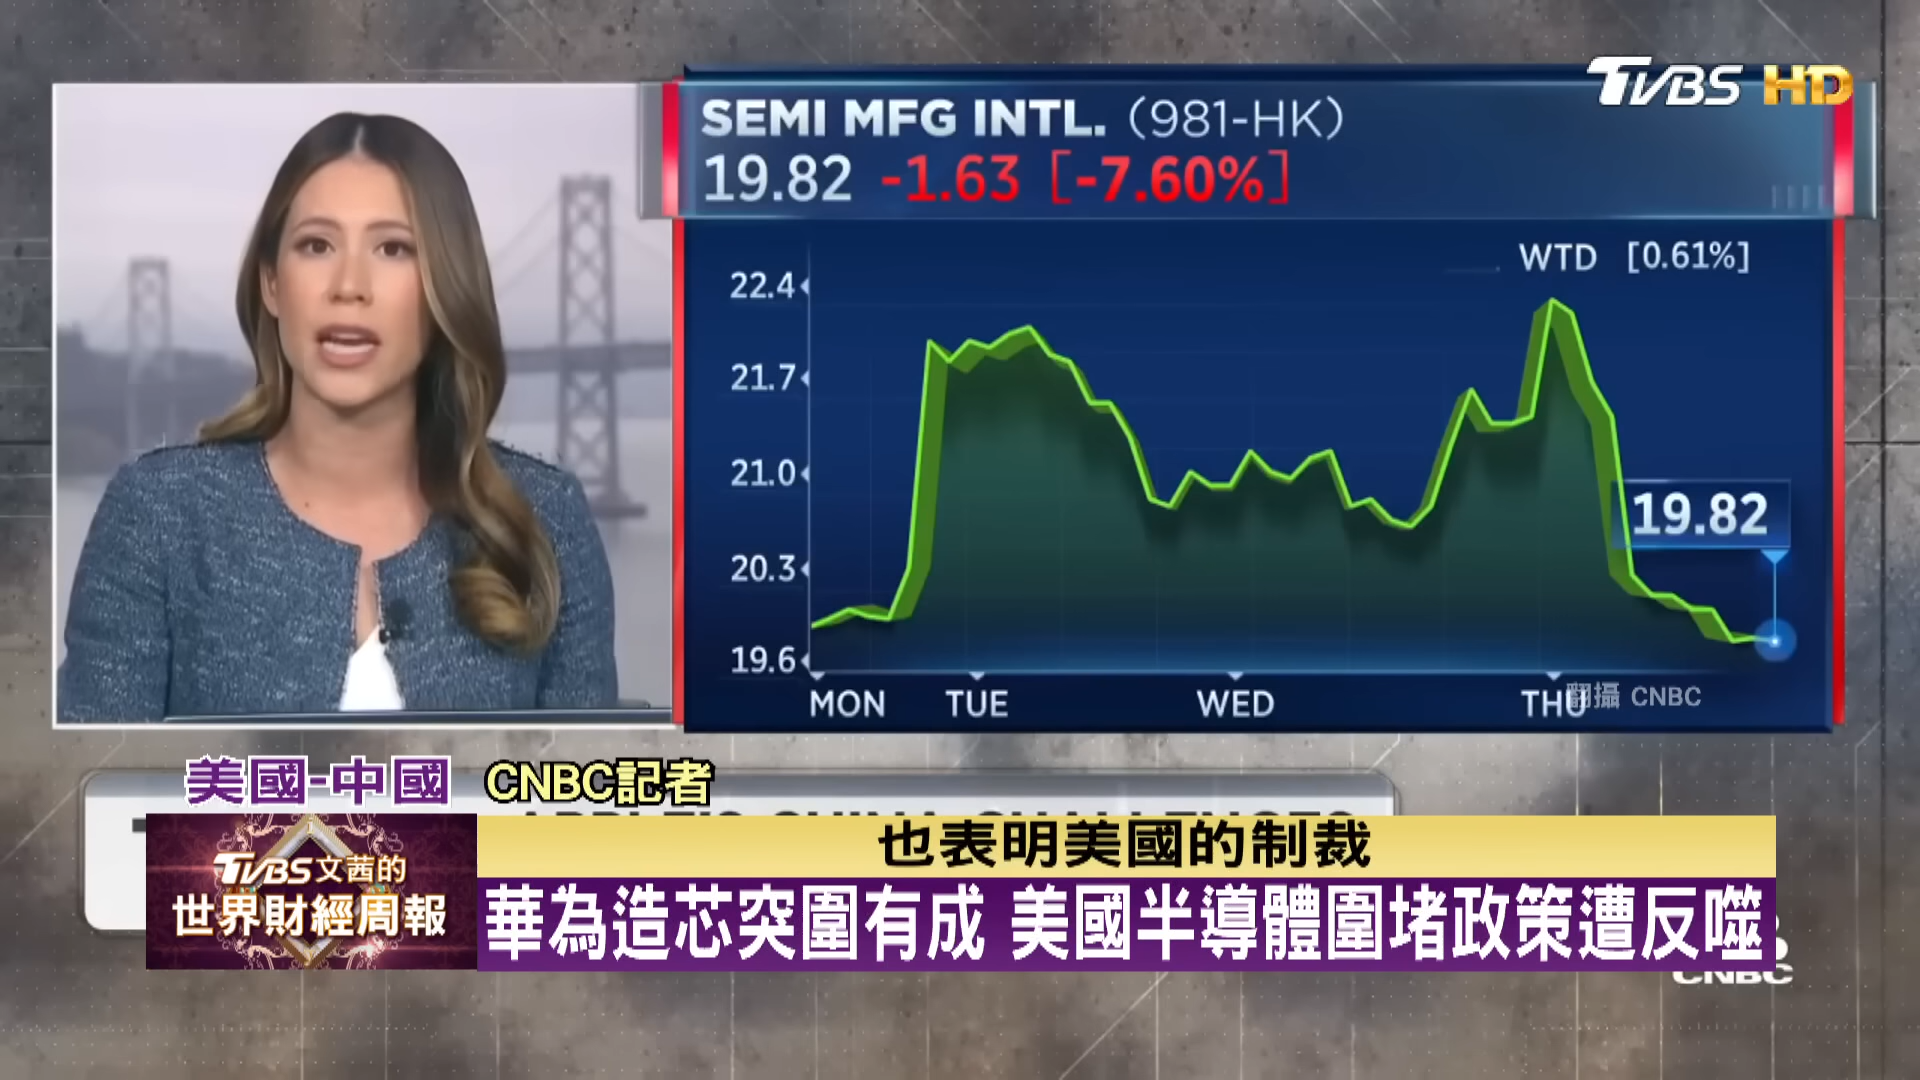 TVBS HD
SEMI MFG INTL. (981-HK)
19.82 -1.63 [-7.60%]
WTD [0.61%]
22.4
21.7
21.0
20.3
19.6
19.82
MON TUE WED THU
翻攝 CNBC
美國-中國 CNBC記者
也表明美國的制裁
TVBS 文茜的
世界財經周報
華為造芯突圍有成 美國半導體圍堵政策遭反噬
CNBC